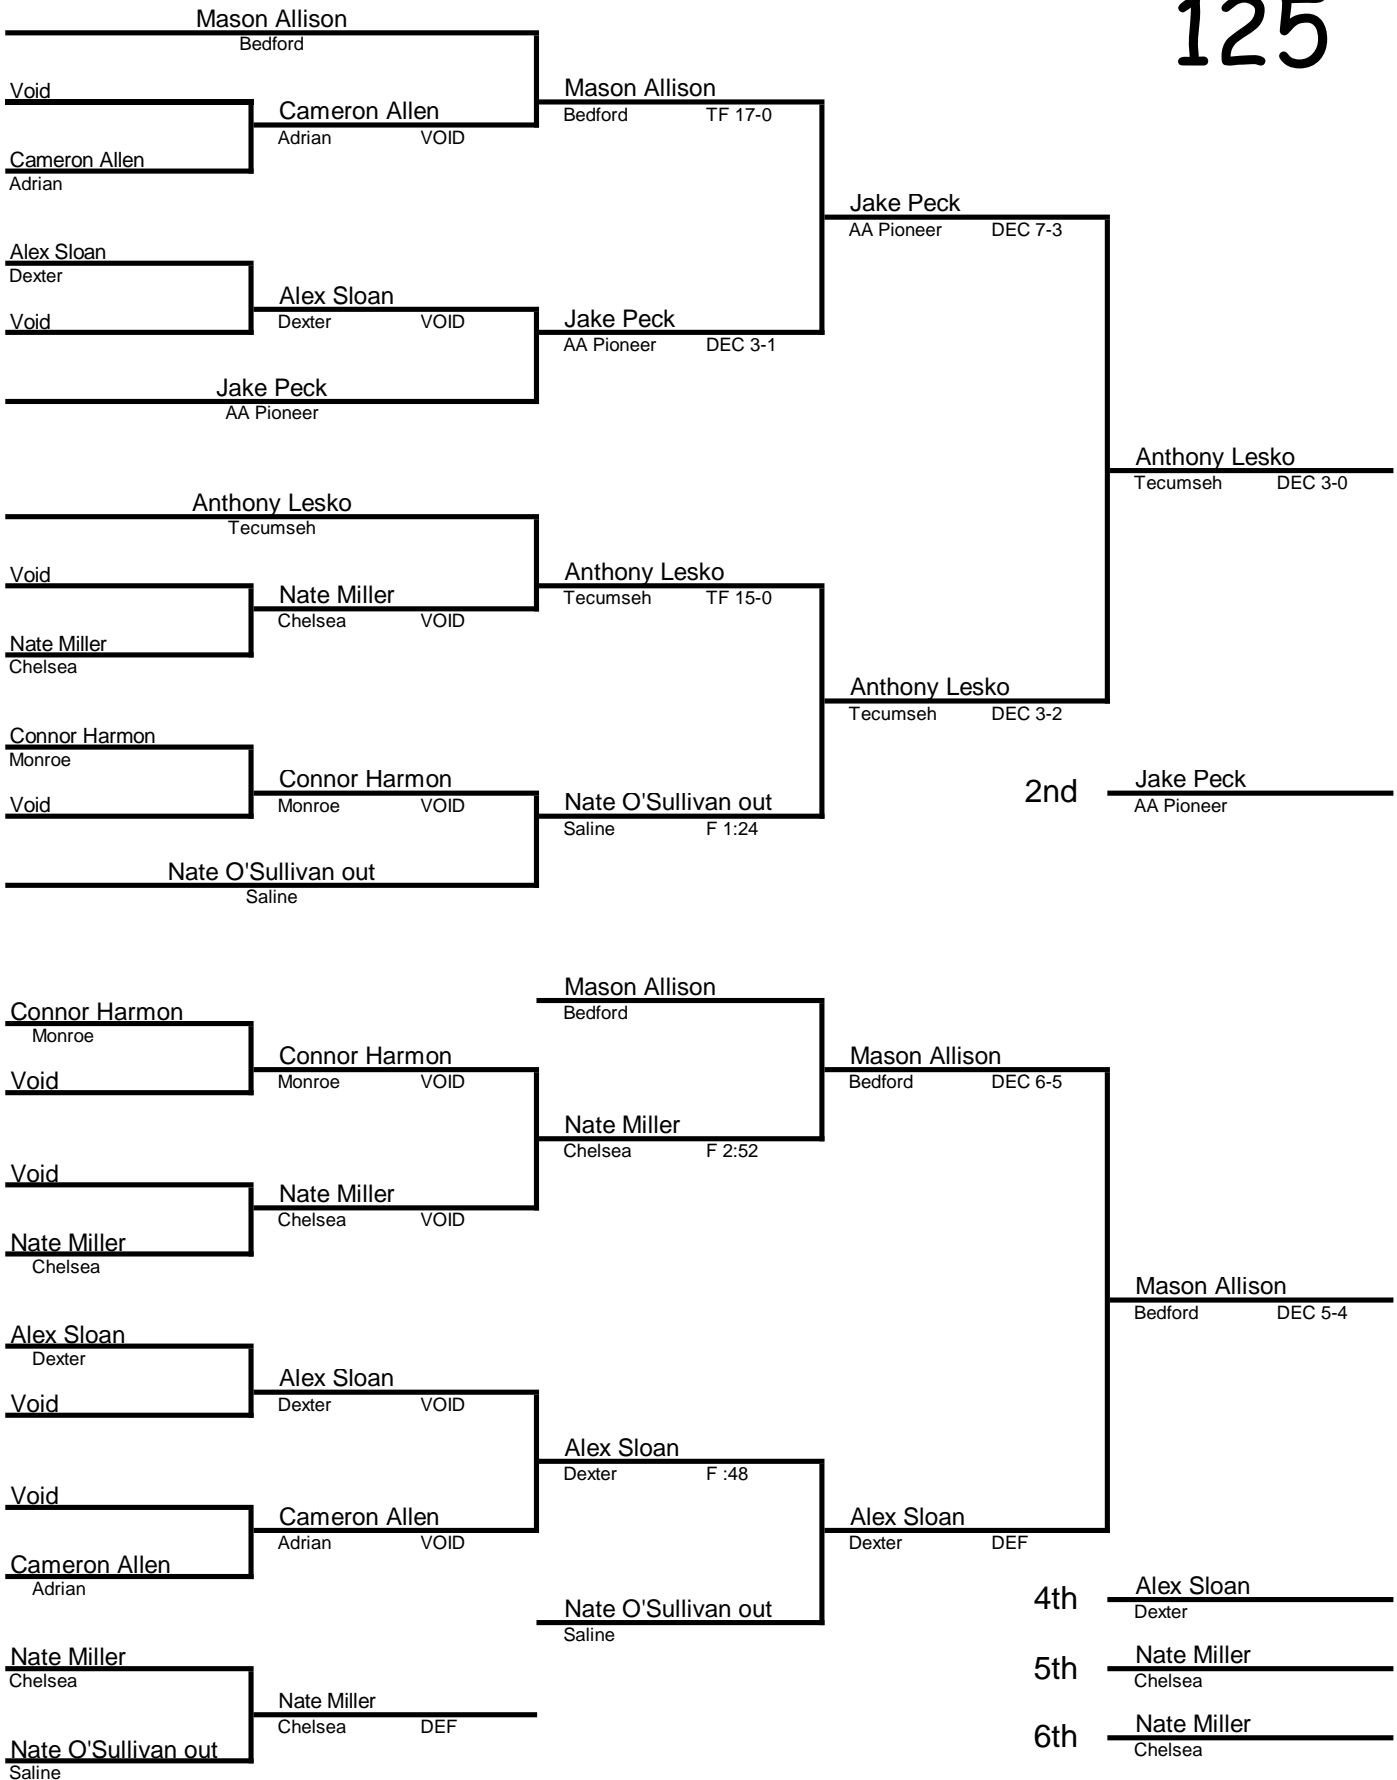 125
Mason Allison
Bedford
Void
Cameron Allen
Adrian VOID
Cameron Allen
Adrian
Mason Allison
Bedford TF 17-0
Alex Sloan
Dexter
Alex Sloan
Dexter VOID
Void
Jake Peck
AA Pioneer DEC 3-1
Jake Peck
AA Pioneer
Jake Peck
AA Pioneer DEC 7-3
Anthony Lesko
Tecumseh DEC 3-0
Anthony Lesko
Tecumseh
Void
Nate Miller
Chelsea VOID
Nate Miller
Chelsea
Anthony Lesko
Tecumseh TF 15-0
Anthony Lesko
Tecumseh DEC 3-2
Connor Harmon
Monroe
Connor Harmon
Monroe VOID
Void
Nate O'Sullivan out
Saline F 1:24
Nate O'Sullivan out
Saline
2nd Jake Peck
AA Pioneer
Connor Harmon
Monroe
Void
Connor Harmon
Monroe VOID
Mason Allison
Bedford
Mason Allison
Bedford DEC 6-5
Nate Miller
Chelsea F 2:52
Void
Nate Miller
Chelsea VOID
Nate Miller
Chelsea
Mason Allison
Bedford DEC 5-4
Alex Sloan
Dexter
Void
Alex Sloan
Dexter VOID
Alex Sloan
Dexter F :48
Void
Cameron Allen
Adrian VOID
Cameron Allen
Adrian
Alex Sloan
Dexter DEF
Nate O'Sullivan out
Saline
4th Alex Sloan
Dexter
Nate Miller
Chelsea
Nate Miller
Chelsea DEF
Nate O'Sullivan out
Saline
5th Nate Miller
Chelsea
6th Nate Miller
Chelsea